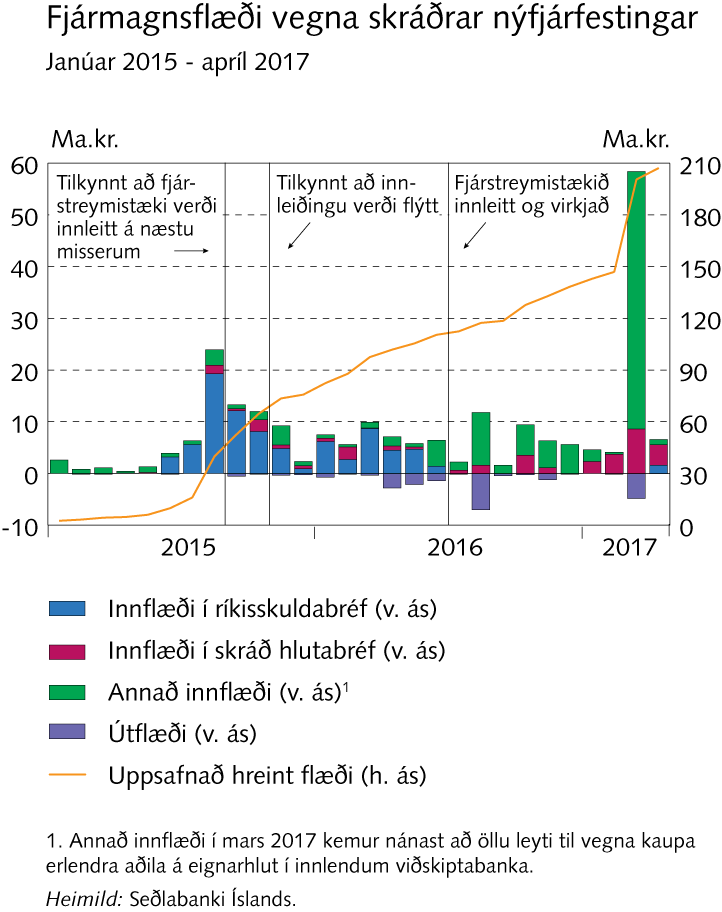 Fjármagnsflæði vegna skráðrar nýfjárfestingar
Janúar 2015 - apríl 2017
Ma.kr.
Ma.kr.
Tilkynnt að fjár-
streymistæki verði
innleitt á næstu
misserum
Tilkynnt að inn-
leiðingu verði flýtt
Fjárstreymistækið
innleitt og virkjað
60
50
40
30
20
10
0
-10
210
180
150
120
90
60
30
0
2015
2016
2017
Innflæði í ríkisskuldabréf (v. ás)
Innflæði í skráð hlutabréf (v. ás)
Annað innflæði (v. ás)¹
Útflæði (v. ás)
Uppsafnað hreint flæði (h. ás)
1. Annað innflæði í mars 2017 kemur nánast að öllu leyti til vegna kaupa
erlendra aðila á eignarhlut í innlendum viðskiptabanka.
Heimild: Seðlabanki Íslands.